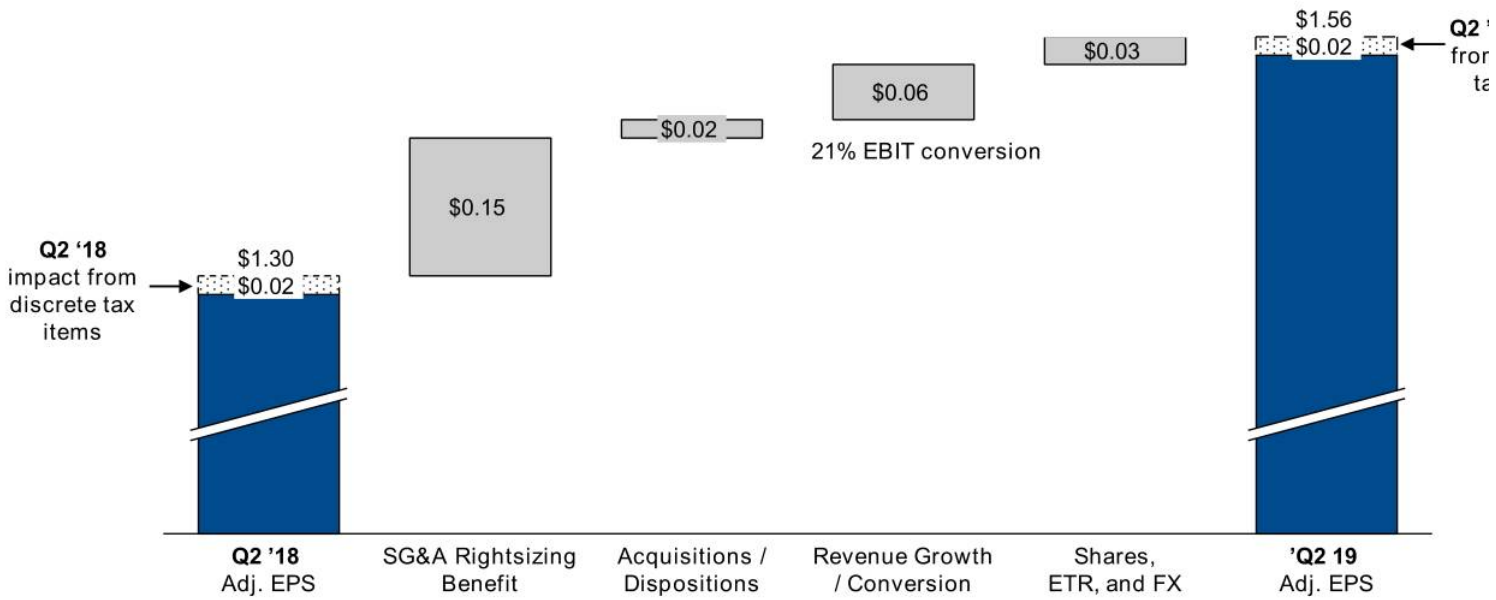 $1.56
$0.02
Q2 '
$0.03
$0.06
$0.02
21% EBIT conversion
$0.15
Q2 ‘18
impact from
discrete tax
items
$1.30
$0.02
Q2 ’18
Adj. EPS
SG&A Rightsizing
Benefit
Acquisitions /
Dispositions
Revenue Growth
/ Conversion
Shares,
ETR, and FX
’Q2 19
Adj. EPS